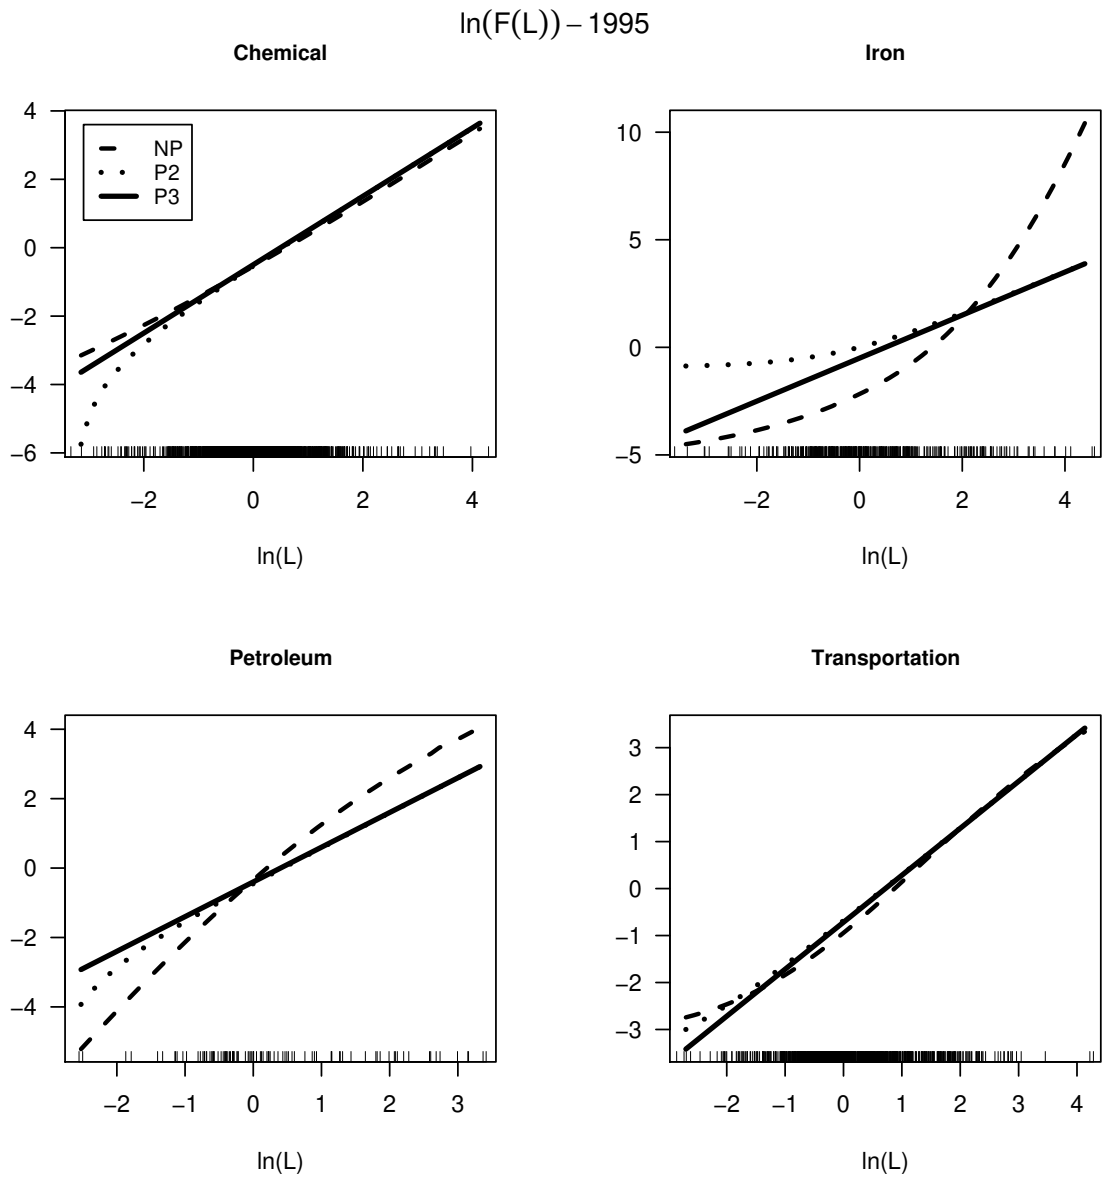 ln(F(L)) − 1995
Chemical
4
2
0
−2
−4
−6
NP
P2
P3
−2 0 2 4
ln(L)
Iron
10
5
0
−5
−2 0 2 4
ln(L)
Petroleum
4
2
0
−2
−4
−2 −1 0 1 2 3
ln(L)
Transportation
3
2
1
0
−1
−2
−3
−2 −1 0 1 2 3 4
ln(L)